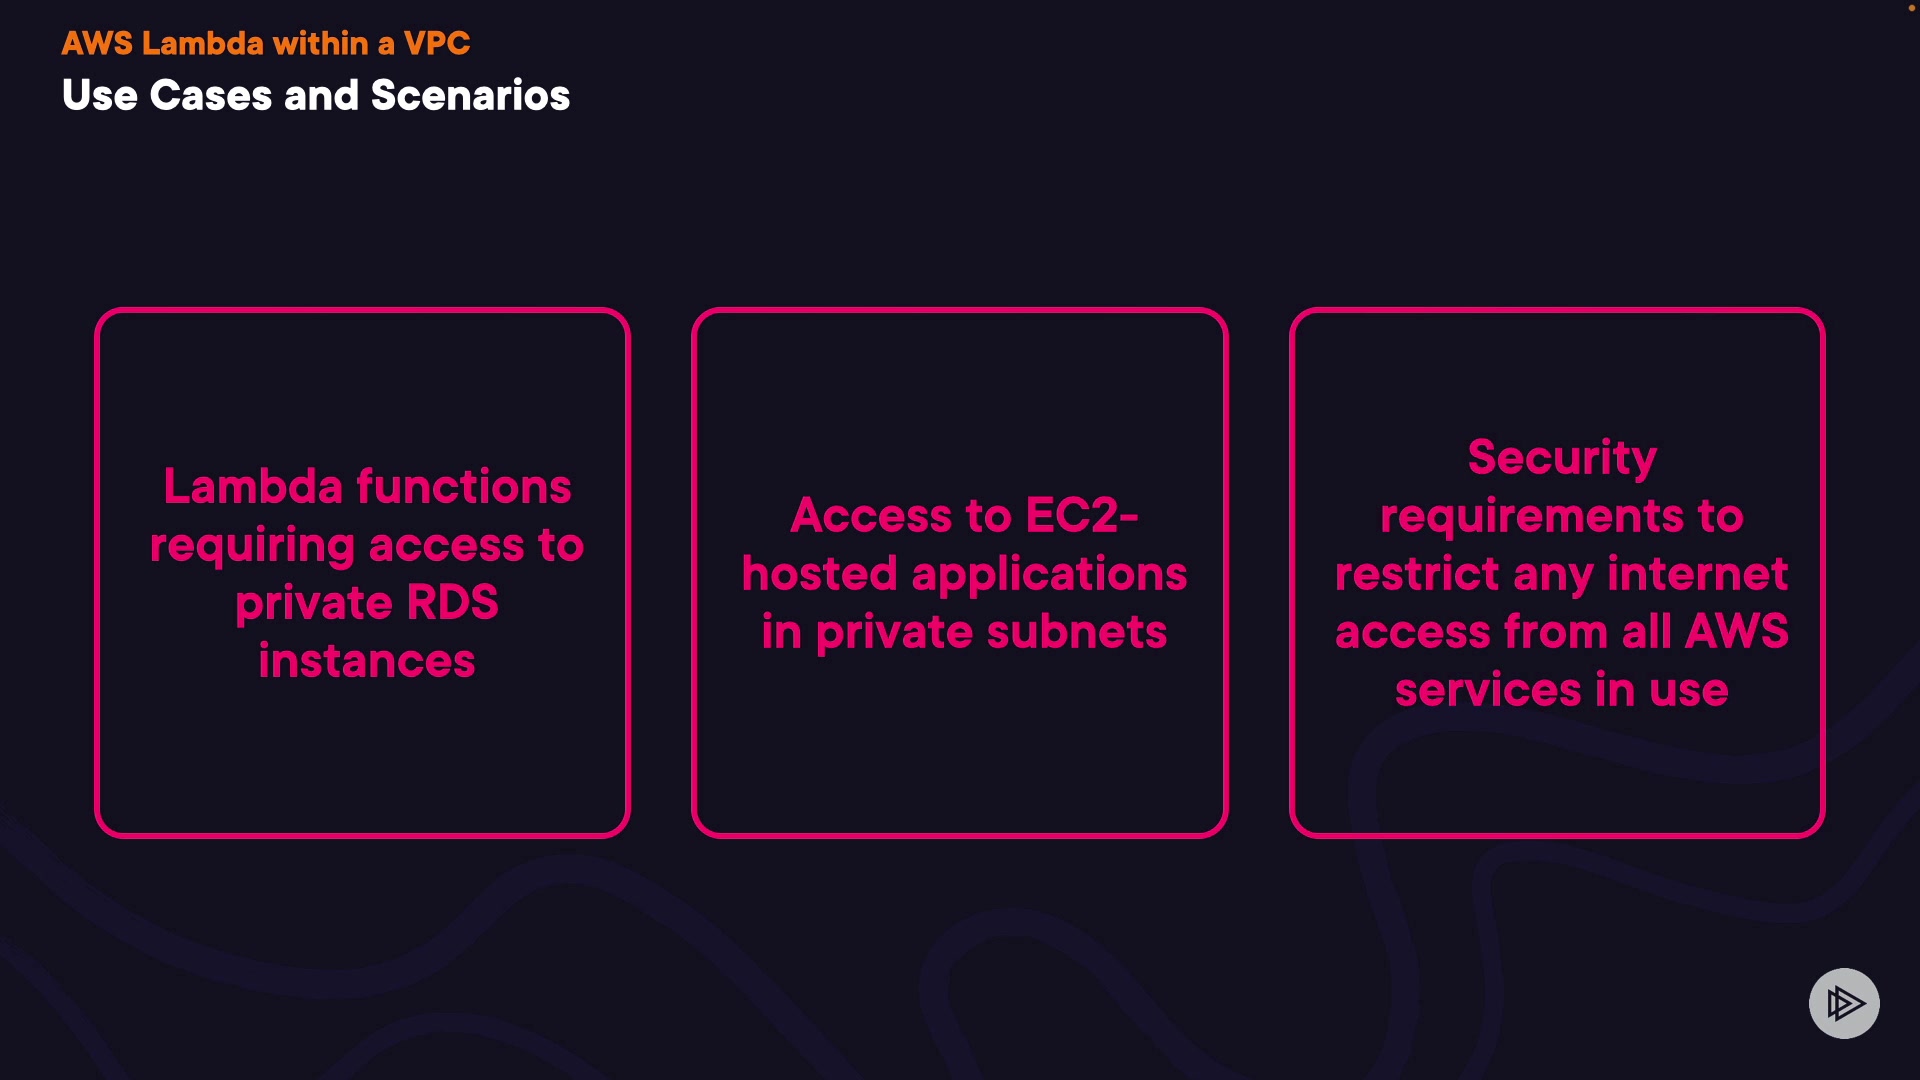 AWS Lambda within a VPC
Use Cases and Scenarios
Lambda functions
requiring access to
private RDS
instances
Access to EC2-
hosted applications
in private subnets
Security
requirements to
restrict any internet
access from all AWS
services in use